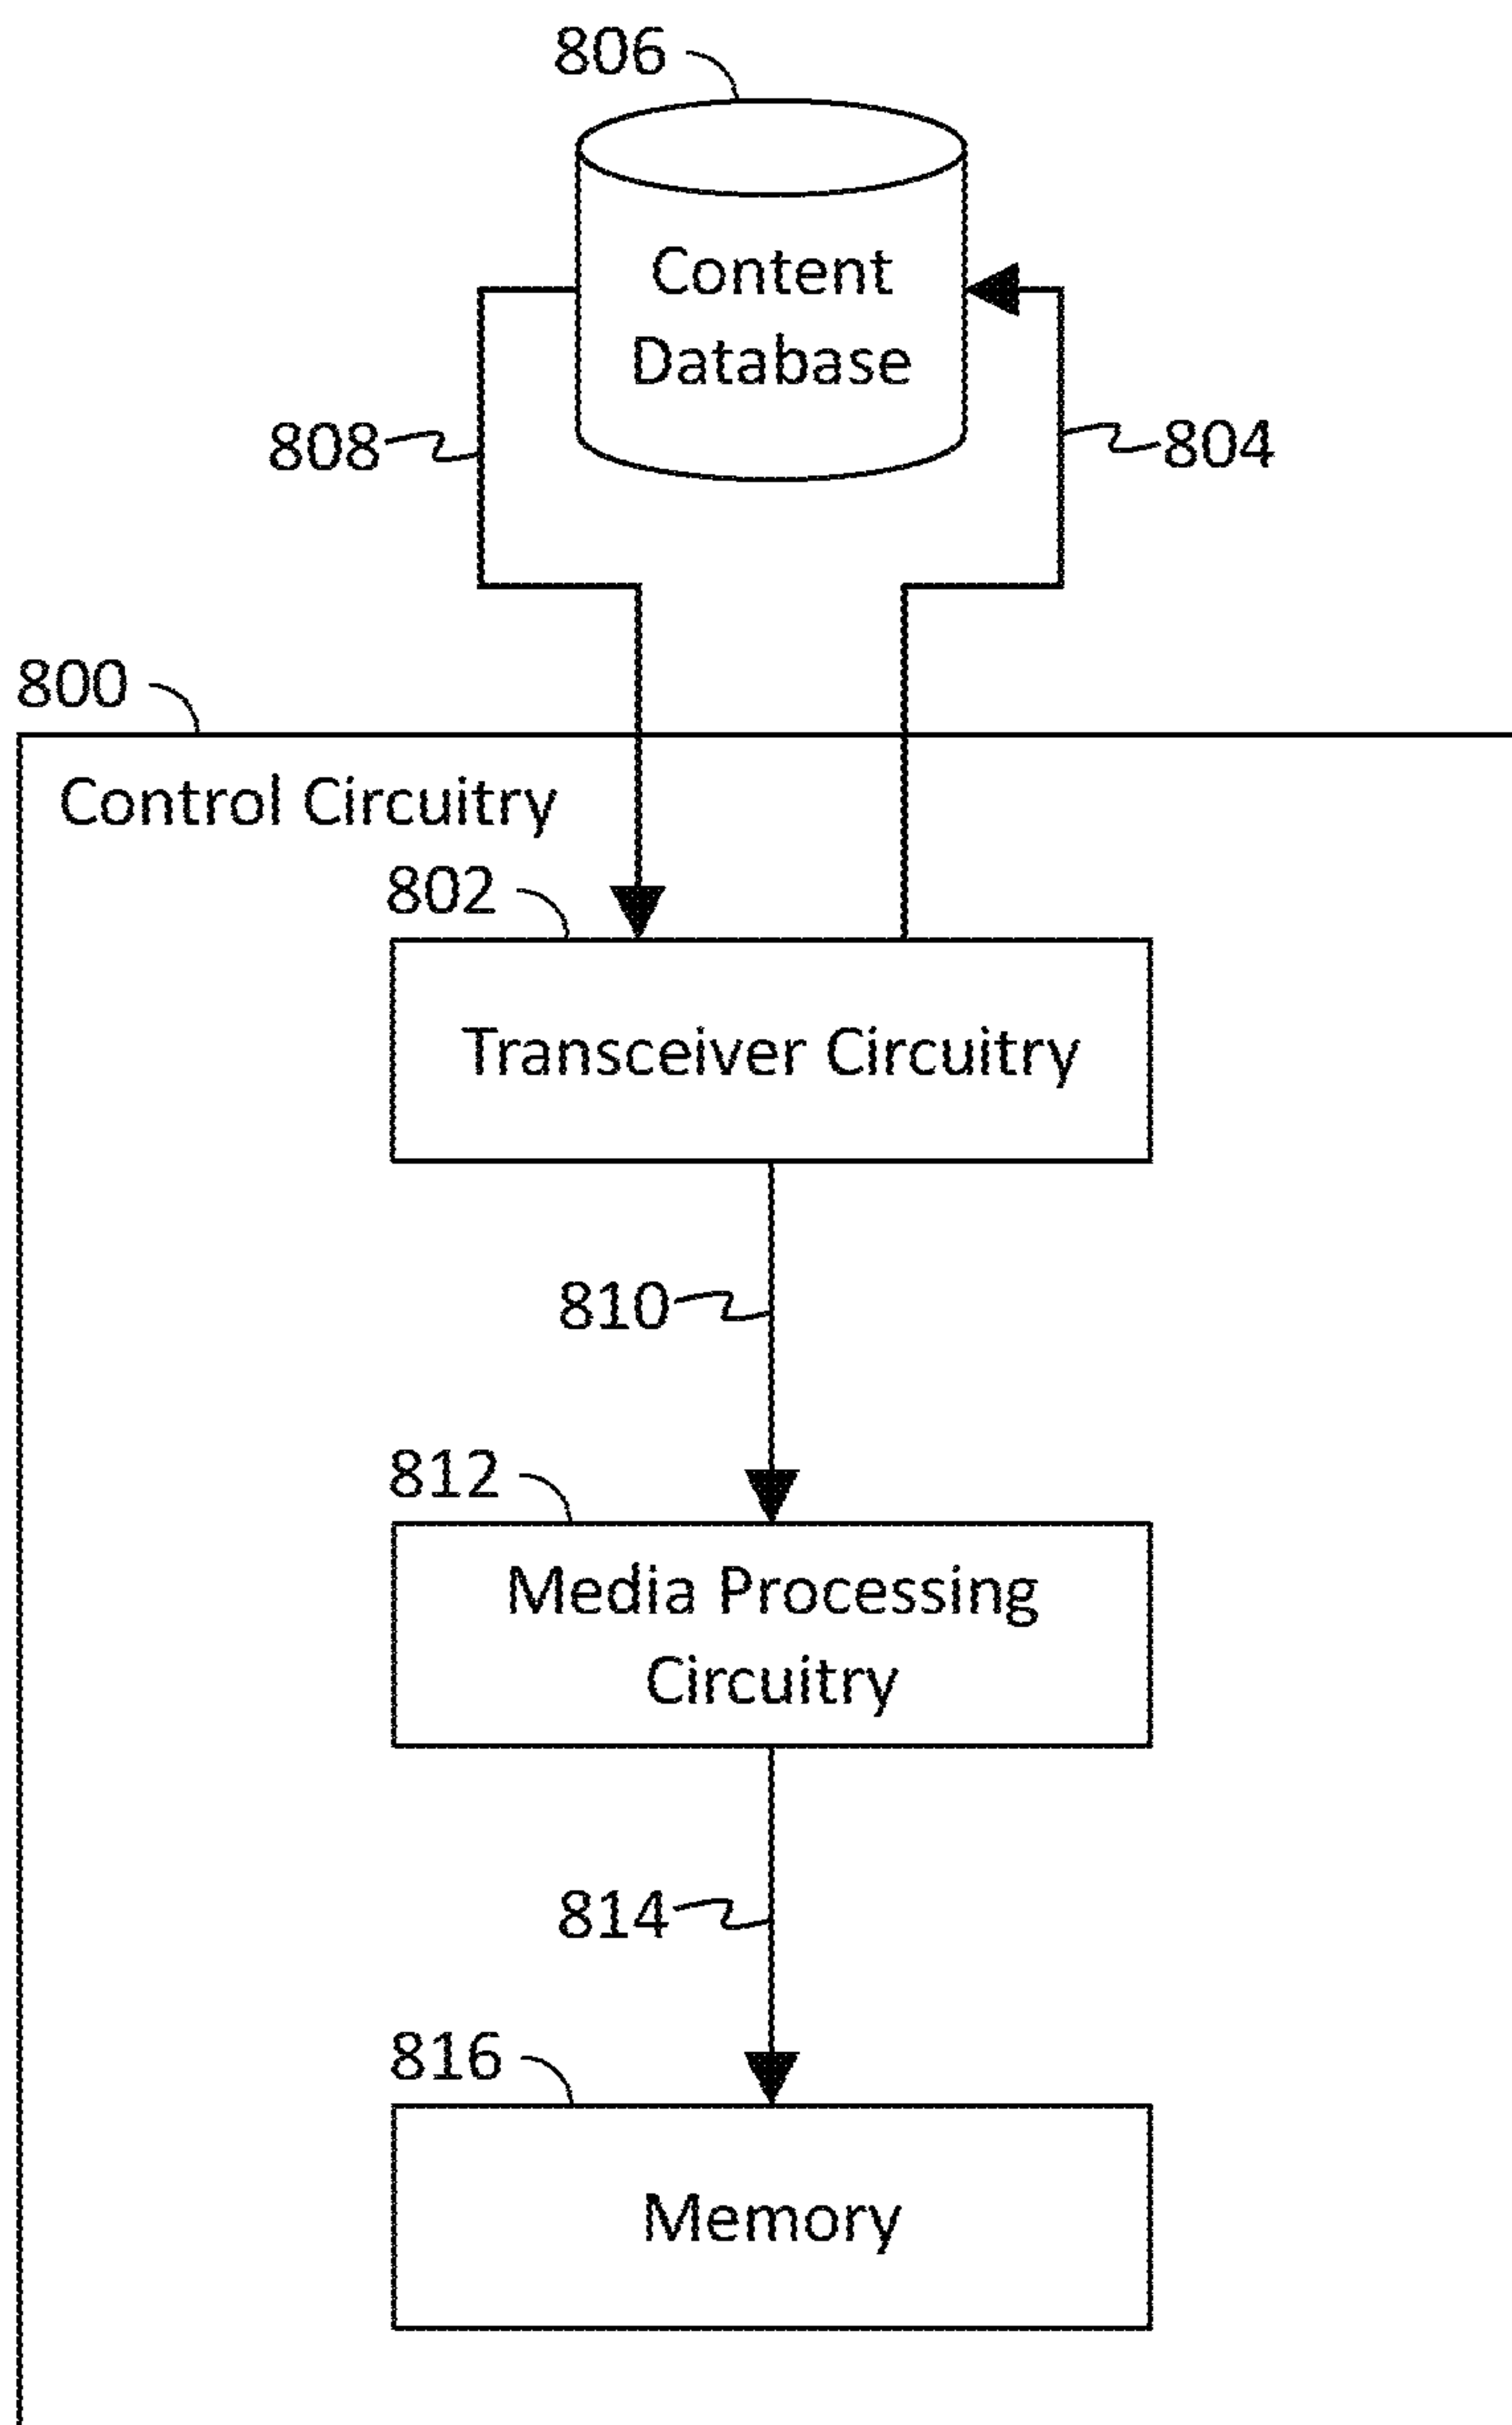 806
Content
Database
808
804
800
Control Circuitry
802
Transceiver Circuitry
810
812
Media Processing
Circuitry
814
816
Memory